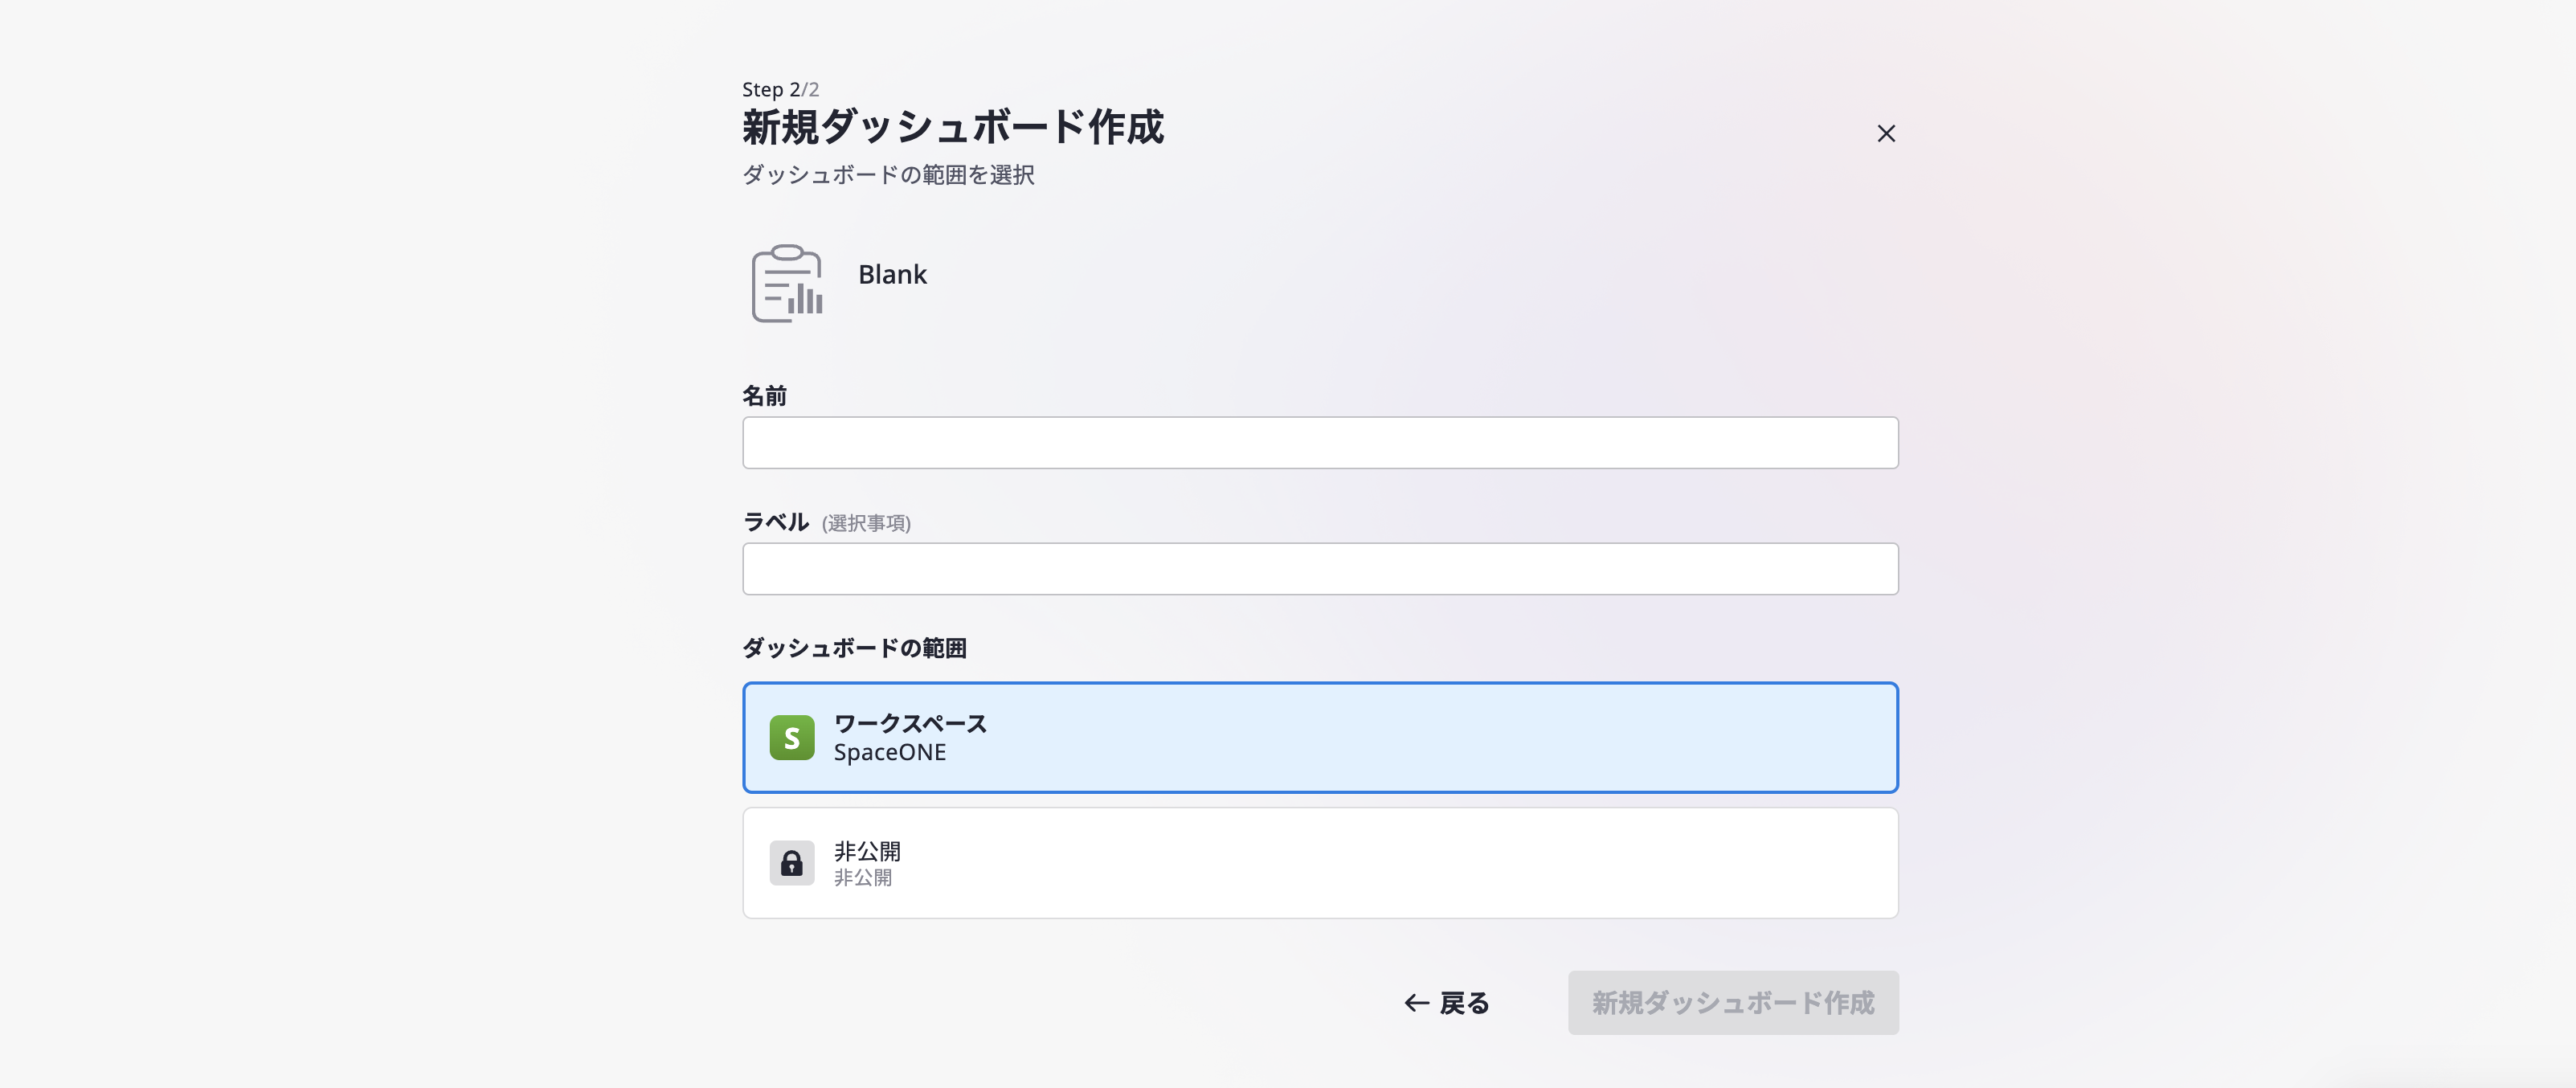 Step 2/2
新規ダッシュボード作成
ダッシュボードの範囲を選択
Blank
名前
ラベル (選択事項)
ダッシュボードの範囲
S
ワークスペース
SpaceONE
非公開
非公開
← 戻る
新規ダッシュボード作成